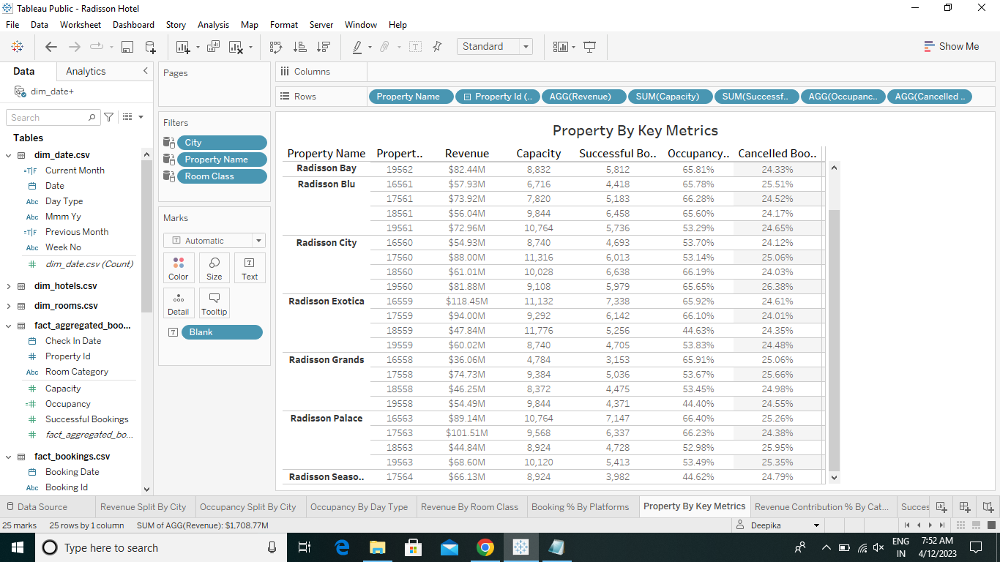 Tableau Public - Radisson Hotel
File Data Worksheet Dashboard Story Analysis Map Format Server Window Help
Standard Show Me
Data Analytics
dim_date+
Search
Tables
dim_date.csv
=T|F Current Month
Date
Abc Day Type
Abc Mmm Yy
=T|F Previous Month
Abc Week No
# dim_date.csv (Count)
dim_hotels.csv
dim_rooms.csv
fact_aggregated_boo...
Check In Date
# Property Id
Abc Room Category
# Capacity
=# Occupancy
# Successful Bookings
# fact_aggregated_bo...
fact_bookings.csv
Booking Date
Abc Booking Id
Pages
Filters
City
Property Name
Room Class
Marks
T Automatic
Color Size Text
Detail Tooltip
T Blank
Columns
Rows Property Name Property Id (.. AGG(Revenue) SUM(Capacity) SUM(Successf.. AGG(Occupanc.. AGG(Cancelled ..
Property By Key Metrics
Property Name Propert.. Revenue Capacity Successful Bo.. Occupancy.. Cancelled Boo..
Radisson Bay 19562 $82.44M 8,832 5,812 65.81% 24.33%
Radisson Blu 16561 $57.93M 6,716 4,418 65.78% 25.51%
17561 $73.92M 7,820 5,183 66.28% 24.52%
18561 $56.04M 9,844 6,458 65.60% 24.17%
19561 $72.96M 10,764 5,736 53.29% 24.65%
Radisson City 16560 $54.93M 8,740 4,693 53.70% 24.12%
17560 $88.00M 11,316 6,013 53.14% 25.06%
18560 $61.01M 10,028 6,638 66.19% 24.03%
19560 $81.88M 9,108 5,979 65.65% 26.38%
Radisson Exotica 16559 $118.45M 11,132 7,338 65.92% 24.61%
17559 $94.00M 9,292 6,142 66.10% 24.01%
18559 $47.84M 11,776 5,256 44.63% 24.35%
19559 $60.02M 8,740 4,705 53.83% 24.48%
Radisson Grands 16558 $36.06M 4,784 3,153 65.91% 25.06%
17558 $74.73M 9,384 5,036 53.67% 25.66%
18558 $46.25M 8,372 4,475 53.45% 24.98%
19558 $54.49M 9,844 4,371 44.40% 24.55%
Radisson Palace 16563 $89.14M 10,764 7,147 66.40% 25.26%
17563 $101.51M 9,568 6,337 66.23% 24.38%
18563 $44.84M 8,924 4,728 52.98% 25.95%
19563 $68.60M 10,120 5,413 53.49% 25.35%
Radisson Seaso.. 17564 $66.13M 8,924 3,982 44.62% 24.79%
Data Source Revenue Split By City Occupancy Split By City Occupancy By Day Type Revenue By Room Class Booking % By Platforms Property By Key Metrics Revenue Contribution % By Cat... Succes
25 marks 25 rows by 1 column SUM of AGG(Revenue): $1,708.77M Deepika
Type here to search ENG IN 7:52 AM 4/12/2023